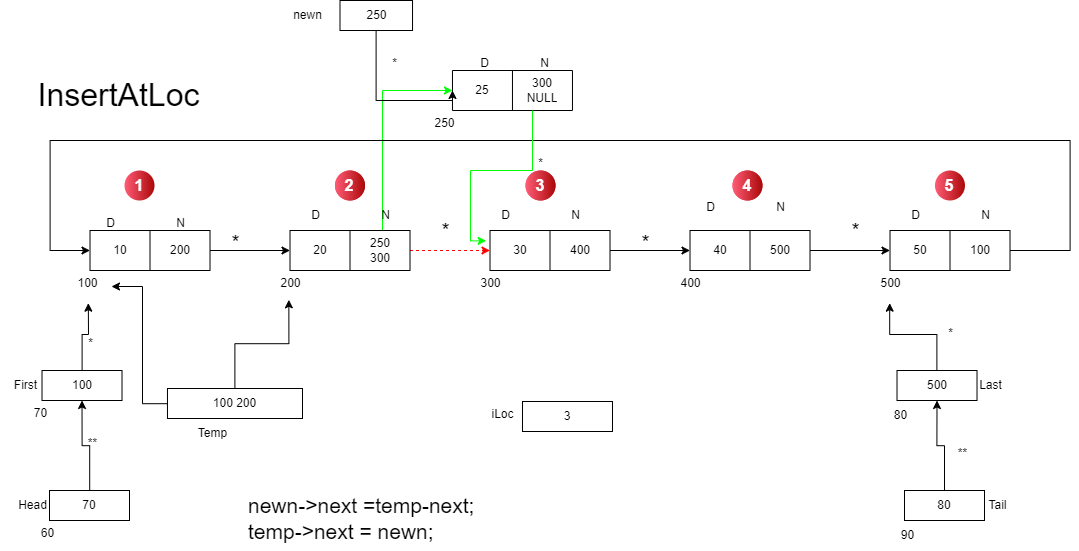 newn
250
*
D N
25
300
NULL
250
InsertAtLoc
*
1
2
3
4
5
D N
D N
D N
D N
D N
10 200
*
20
250
300
*
30 400
*
40 500
*
50 100
100
200
300
400
500
*
*
First
100
70
100 200
Temp
iLoc
3
500
Last
80
**
**
Head
70
60
80
Tail
90
newn->next =temp-next;
temp->next = newn;